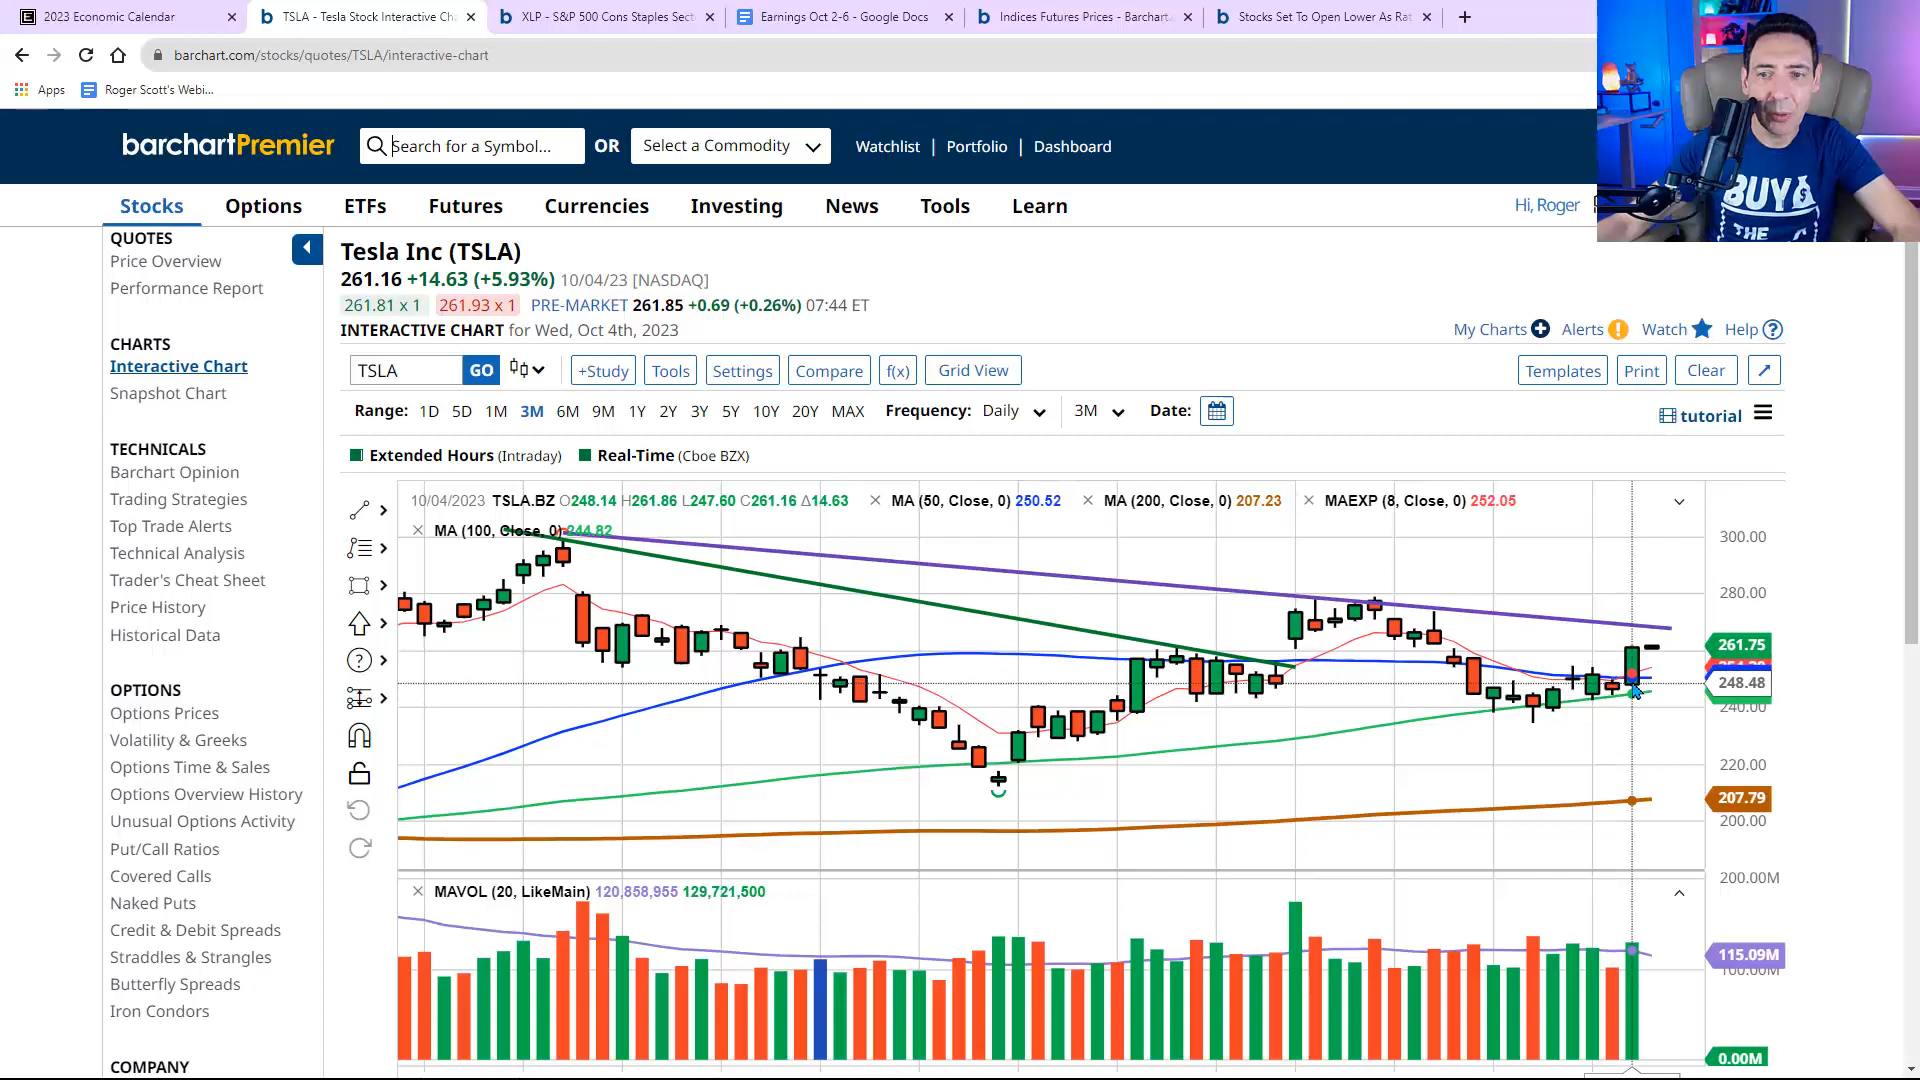 2023 Economic Calendar
TSLA - Tesla Stock Interactive Cha
XLP - S&P 500 Cons Staples Sect
Earnings Oct 2-6 - Google Docs
Indices Futures Prices - Barchart.
Stocks Set To Open Lower As Rat
barchart.com/stocks/quotes/TSLA/interactive-chart
Apps
Roger Scott's Webi...
barchartPremier
Search for a Symbol...
OR
Select a Commodity
Watchlist | Portfolio | Dashboard
BUY
THE
Stocks Options ETFs Futures Currencies Investing News Tools Learn
Hi, Roger
QUOTES
Price Overview
Performance Report
CHARTS
Interactive Chart
Snapshot Chart
TECHNICALS
Barchart Opinion
Trading Strategies
Top Trade Alerts
Technical Analysis
Trader's Cheat Sheet
Price History
Historical Data
OPTIONS
Options Prices
Volatility & Greeks
Options Time & Sales
Options Overview History
Unusual Options Activity
Put/Call Ratios
Covered Calls
Naked Puts
Credit & Debit Spreads
Straddles & Strangles
Butterfly Spreads
Iron Condors
COMPANY
Tesla Inc (TSLA)
261.16 +14.63 (+5.93%) 10/04/23 [NASDAQ]
261.81 x 1 261.93 x 1 PRE-MARKET 261.85 +0.69 (+0.26%) 07:44 ET
INTERACTIVE CHART for Wed, Oct 4th, 2023
My Charts Alerts Watch Help
TSLA GO +Study Tools Settings Compare f(x) Grid View
Templates Print Clear
Range: 1D 5D 1M 3M 6M 9M 1Y 2Y 3Y 5Y 10Y 20Y MAX Frequency: Daily 3M Date:
tutorial
Extended Hours (Intraday) Real-Time (Cboe BZX)
10/04/2023 TSLA.BZ O248.14 H261.86 L247.60 C261.16 Δ14.63 MA (50, Close, 0) 250.52 MA (200, Close, 0) 207.23 MAEXP (8, Close, 0) 252.05
MA (100, Close, 0) 244.82
300.00
280.00
261.75
248.48
240.00
220.00
207.79
200.00
MAVOL (20, LikeMain) 120,858,955 129,721,500
200.00M
115.09M
100.00M
0.00M